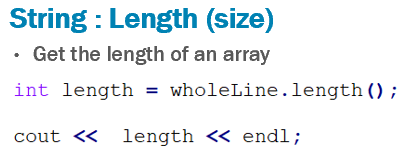 String : Length (size)
• Get the length of an array
int length = wholeLine.length();
cout << length << endl;